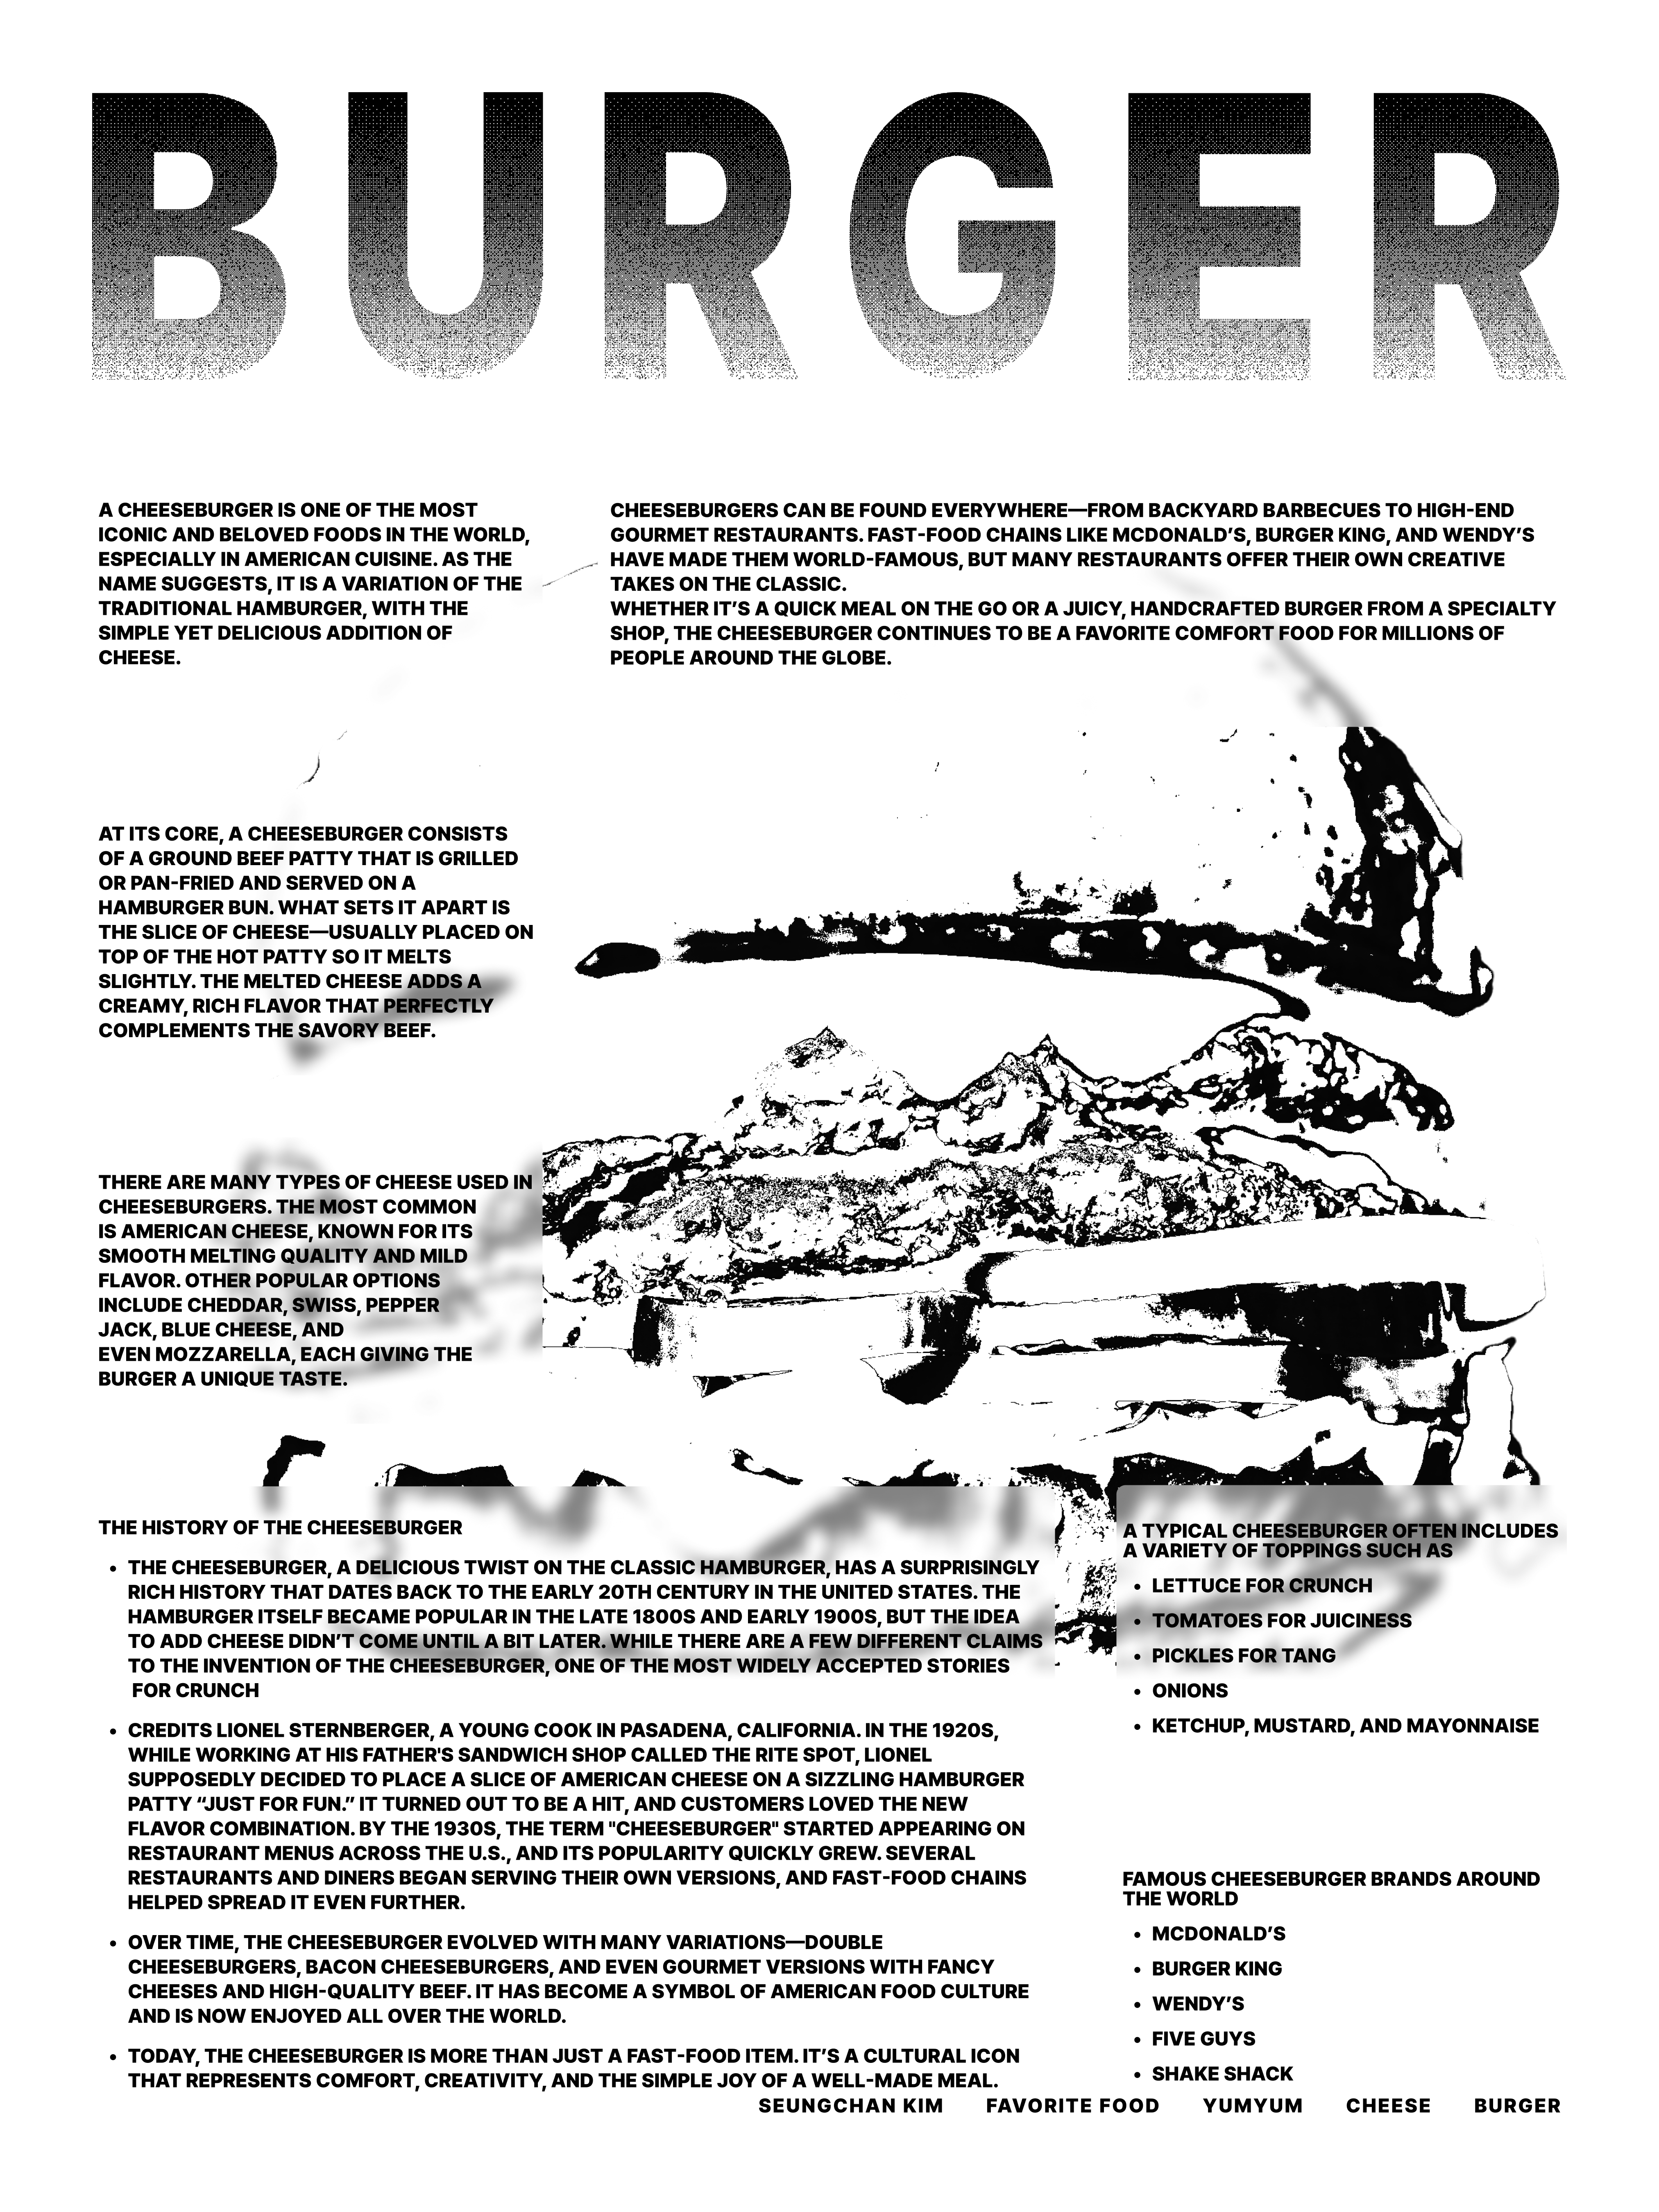 BURGER
A CHEESEBURGER IS ONE OF THE MOST
ICONIC AND BELOVED FOODS IN THE WORLD,
ESPECIALLY IN AMERICAN CUISINE. AS THE
NAME SUGGESTS, IT IS A VARIATION OF THE
TRADITIONAL HAMBURGER, WITH THE
SIMPLE YET DELICIOUS ADDITION OF
CHEESE.
CHEESEBURGERS CAN BE FOUND EVERYWHERE—FROM BACKYARD BARBECUES TO HIGH-END
GOURMET RESTAURANTS. FAST-FOOD CHAINS LIKE MCDONALD’S, BURGER KING, AND WENDY’S
HAVE MADE THEM WORLD-FAMOUS, BUT MANY RESTAURANTS OFFER THEIR OWN CREATIVE
TAKES ON THE CLASSIC.
WHETHER IT’S A QUICK MEAL ON THE GO OR A JUICY, HANDCRAFTED BURGER FROM A SPECIALTY
SHOP, THE CHEESEBURGER CONTINUES TO BE A FAVORITE COMFORT FOOD FOR MILLIONS OF
PEOPLE AROUND THE GLOBE.
AT ITS CORE, A CHEESEBURGER CONSISTS
OF A GROUND BEEF PATTY THAT IS GRILLED
OR PAN-FRIED AND SERVED ON A
HAMBURGER BUN. WHAT SETS IT APART IS
THE SLICE OF CHEESE—USUALLY PLACED ON
TOP OF THE HOT PATTY SO IT MELTS
SLIGHTLY. THE MELTED CHEESE ADDS A
CREAMY, RICH FLAVOR THAT PERFECTLY
COMPLEMENTS THE SAVORY BEEF.
THERE ARE MANY TYPES OF CHEESE USED IN
CHEESEBURGERS. THE MOST COMMON
IS AMERICAN CHEESE, KNOWN FOR ITS
SMOOTH MELTING QUALITY AND MILD
FLAVOR. OTHER POPULAR OPTIONS
INCLUDE CHEDDAR, SWISS, PEPPER
JACK, BLUE CHEESE, AND
EVEN MOZZARELLA, EACH GIVING THE
BURGER A UNIQUE TASTE.
THE HISTORY OF THE CHEESEBURGER
• THE CHEESEBURGER, A DELICIOUS TWIST ON THE CLASSIC HAMBURGER, HAS A SURPRISINGLY
RICH HISTORY THAT DATES BACK TO THE EARLY 20TH CENTURY IN THE UNITED STATES. THE
HAMBURGER ITSELF BECAME POPULAR IN THE LATE 1800S AND EARLY 1900S, BUT THE IDEA
TO ADD CHEESE DIDN’T COME UNTIL A BIT LATER. WHILE THERE ARE A FEW DIFFERENT CLAIMS
TO THE INVENTION OF THE CHEESEBURGER, ONE OF THE MOST WIDELY ACCEPTED STORIES
FOR CRUNCH
• CREDITS LIONEL STERNBERGER, A YOUNG COOK IN PASADENA, CALIFORNIA. IN THE 1920S,
WHILE WORKING AT HIS FATHER'S SANDWICH SHOP CALLED THE RITE SPOT, LIONEL
SUPPOSEDLY DECIDED TO PLACE A SLICE OF AMERICAN CHEESE ON A SIZZLING HAMBURGER
PATTY “JUST FOR FUN.” IT TURNED OUT TO BE A HIT, AND CUSTOMERS LOVED THE NEW
FLAVOR COMBINATION. BY THE 1930S, THE TERM "CHEESEBURGER" STARTED APPEARING ON
RESTAURANT MENUS ACROSS THE U.S., AND ITS POPULARITY QUICKLY GREW. SEVERAL
RESTAURANTS AND DINERS BEGAN SERVING THEIR OWN VERSIONS, AND FAST-FOOD CHAINS
HELPED SPREAD IT EVEN FURTHER.
• OVER TIME, THE CHEESEBURGER EVOLVED WITH MANY VARIATIONS—DOUBLE
CHEESEBURGERS, BACON CHEESEBURGERS, AND EVEN GOURMET VERSIONS WITH FANCY
CHEESES AND HIGH-QUALITY BEEF. IT HAS BECOME A SYMBOL OF AMERICAN FOOD CULTURE
AND IS NOW ENJOYED ALL OVER THE WORLD.
• TODAY, THE CHEESEBURGER IS MORE THAN JUST A FAST-FOOD ITEM. IT’S A CULTURAL ICON
THAT REPRESENTS COMFORT, CREATIVITY, AND THE SIMPLE JOY OF A WELL-MADE MEAL.
A TYPICAL CHEESEBURGER OFTEN INCLUDES
A VARIETY OF TOPPINGS SUCH AS
• LETTUCE FOR CRUNCH
• TOMATOES FOR JUICINESS
• PICKLES FOR TANG
• ONIONS
• KETCHUP, MUSTARD, AND MAYONNAISE
FAMOUS CHEESEBURGER BRANDS AROUND
THE WORLD
• MCDONALD’S
• BURGER KING
• WENDY’S
• FIVE GUYS
• SHAKE SHACK
SEUNGCHAN KIM FAVORITE FOOD YUMYUM CHEESE BURGER